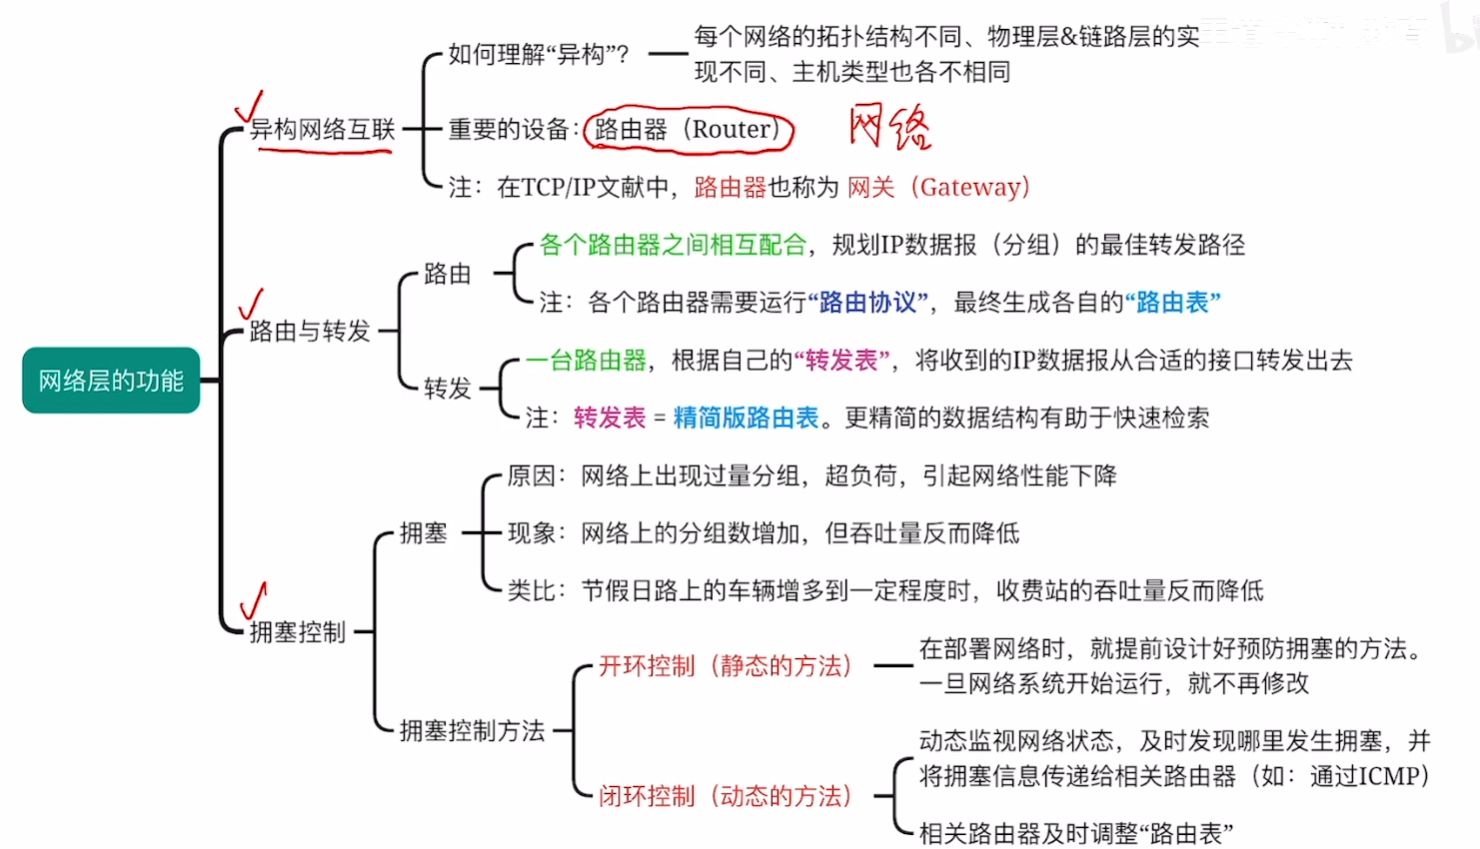 如何理解“异构”？
每个网络的拓扑结构不同、物理层&链路层的实
现不同、主机类型也各不相同
异构网络互联
重要的设备：路由器（Router）
网络
注：在TCP/IP文献中，路由器也称为 网关（Gateway）
路由与转发
路由
各个路由器之间相互配合，规划IP数据报（分组）的最佳转发路径
注：各个路由器需要运行“路由协议”，最终生成各自的“路由表”
转发
一台路由器，根据自己的“转发表”，将收到的IP数据报从合适的接口转发出去
注：转发表 = 精简版路由表。更精简的数据结构有助于快速检索
网络层的功能
拥塞控制
拥塞
原因：网络上出现过量分组，超负荷，引起网络性能下降
现象：网络上的分组数增加，但吞吐量反而降低
类比：节假日路上的车辆增多到一定程度时，收费站的吞吐量反而降低
拥塞控制方法
开环控制（静态的方法）
在部署网络时，就提前设计好预防拥塞的方法。
一旦网络系统开始运行，就不再修改
闭环控制（动态的方法）
动态监视网络状态，及时发现哪里发生拥塞，并
将拥塞信息传递给相关路由器（如：通过ICMP）
相关路由器及时调整“路由表”